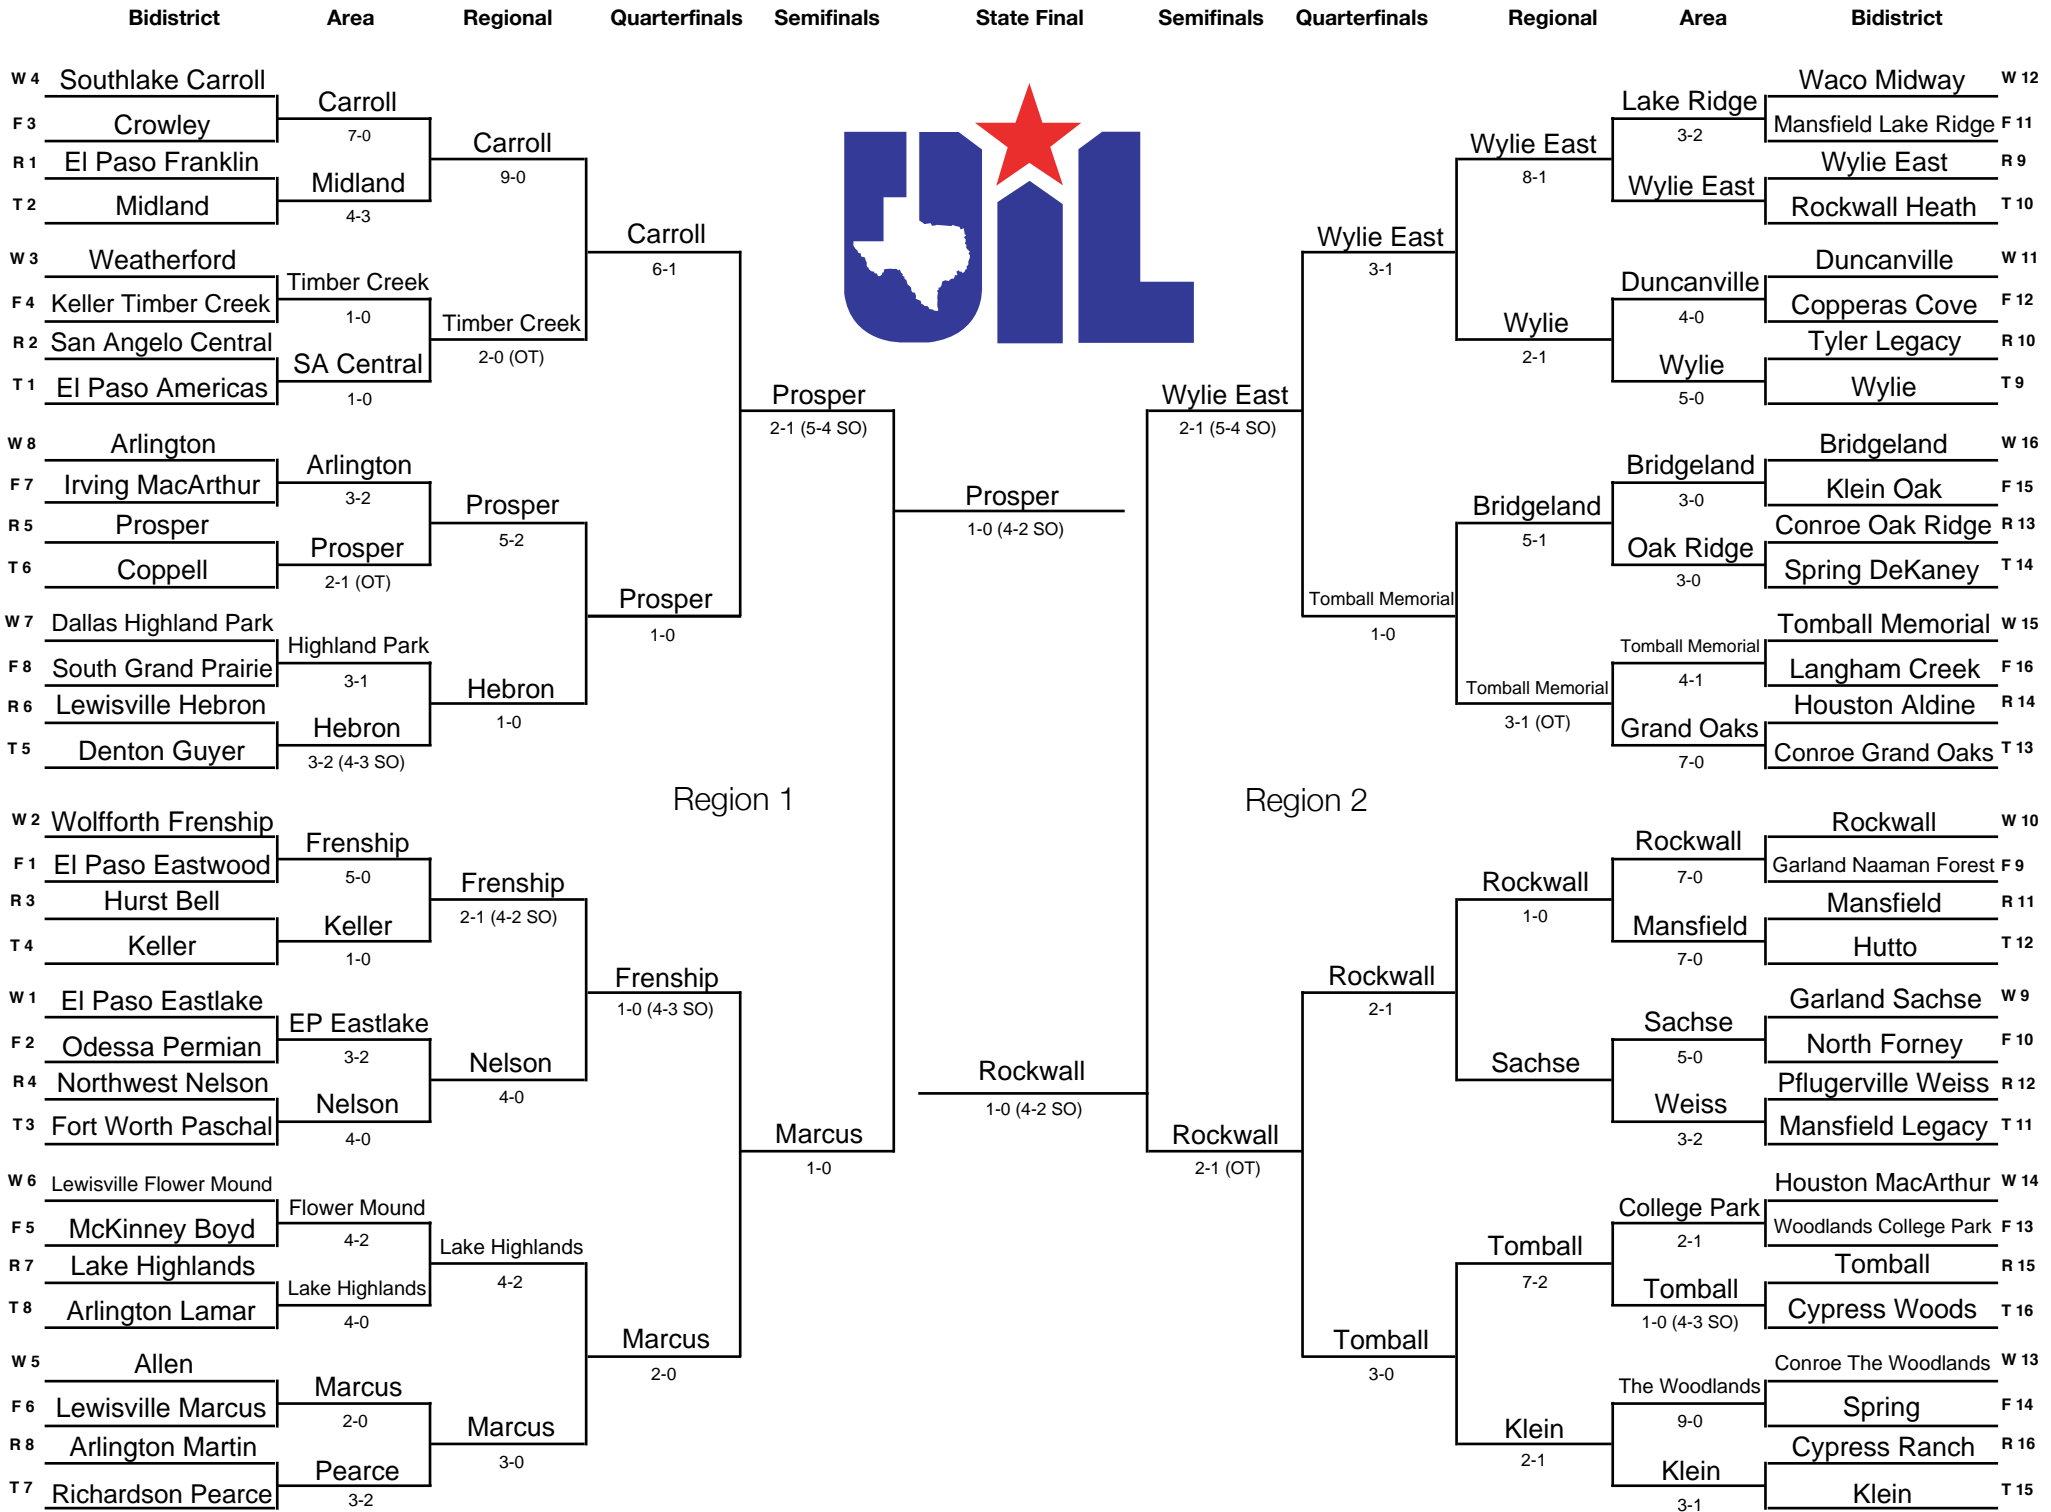 Bidistrict Area Regional Quarterfinals Semifinals State Final Semifinals Quarterfinals Regional Area Bidistrict
W 4 Southlake Carroll
F 3 Crowley
R 1 El Paso Franklin
T 2 Midland
W 3 Weatherford
F 4 Keller Timber Creek
R 2 San Angelo Central
T 1 El Paso Americas
W 8 Arlington
F 7 Irving MacArthur
R 5 Prosper
T 6 Coppell
W 7 Dallas Highland Park
F 8 South Grand Prairie
R 6 Lewisville Hebron
T 5 Denton Guyer
W 2 Wolfforth Frenship
F 1 El Paso Eastwood
R 3 Hurst Bell
T 4 Keller
W 1 El Paso Eastlake
F 2 Odessa Permian
R 4 Northwest Nelson
T 3 Fort Worth Paschal
W 6 Lewisville Flower Mound
F 5 McKinney Boyd
R 7 Lake Highlands
T 8 Arlington Lamar
W 5 Allen
F 6 Lewisville Marcus
R 8 Arlington Martin
T 7 Richardson Pearce
Carroll
7-0
Midland
4-3
Timber Creek
1-0
SA Central
1-0
Arlington
3-2
Prosper
2-1 (OT)
Highland Park
3-1
Hebron
3-2 (4-3 SO)
Frenship
5-0
Keller
1-0
EP Eastlake
3-2
Nelson
4-0
Flower Mound
4-2
Lake Highlands
4-0
Marcus
2-0
Pearce
3-2
Carroll
9-0
Timber Creek
2-0 (OT)
Prosper
5-2
Hebron
1-0
Frenship
2-1 (4-2 SO)
Nelson
4-0
Lake Highlands
4-2
Marcus
3-0
Carroll
6-1
Prosper
1-0
Frenship
1-0 (4-3 SO)
Marcus
2-0
Prosper
2-1 (5-4 SO)
Marcus
1-0
Region 1
UIL
Prosper
1-0 (4-2 SO)
Rockwall
1-0 (4-2 SO)
Region 2
Wylie East
2-1 (5-4 SO)
Rockwall
2-1 (OT)
Wylie East
3-1
Tomball Memorial
1-0
Rockwall
2-1
Tomball
3-0
Wylie East
8-1
Wylie
2-1
Bridgeland
5-1
Tomball Memorial
3-1 (OT)
Rockwall
1-0
Sachse
Tomball
7-2
Klein
2-1
Lake Ridge
3-2
Wylie East
Duncanville
4-0
Wylie
5-0
Bridgeland
3-0
Oak Ridge
3-0
Tomball Memorial
4-1
Grand Oaks
7-0
Rockwall
7-0
Mansfield
7-0
Sachse
5-0
Weiss
3-2
College Park
2-1
Tomball
1-0 (4-3 SO)
The Woodlands
9-0
Klein
3-1
Waco Midway W 12
Mansfield Lake Ridge F 11
Wylie East R 9
Rockwall Heath T 10
Duncanville W 11
Copperas Cove F 12
Tyler Legacy R 10
Wylie T 9
Bridgeland W 16
Klein Oak F 15
Conroe Oak Ridge R 13
Spring DeKaney T 14
Tomball Memorial W 15
Langham Creek F 16
Houston Aldine R 14
Conroe Grand Oaks T 13
Rockwall W 10
Garland Naaman Forest F 9
Mansfield R 11
Hutto T 12
Garland Sachse W 9
North Forney F 10
Pflugerville Weiss R 12
Mansfield Legacy T 11
Houston MacArthur W 14
Woodlands College Park F 13
Tomball R 15
Cypress Woods T 16
Conroe The Woodlands W 13
Spring F 14
Cypress Ranch R 16
Klein T 15